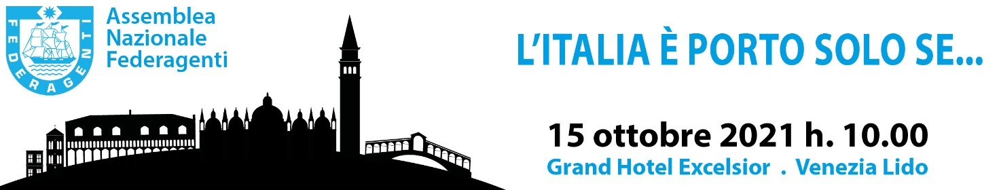 FEDERAGENTI
Assemblea
Nazionale
Federagenti
L'ITALIA È PORTO SOLO SE...
15 ottobre 2021 h. 10.00
Grand Hotel Excelsior . Venezia Lido